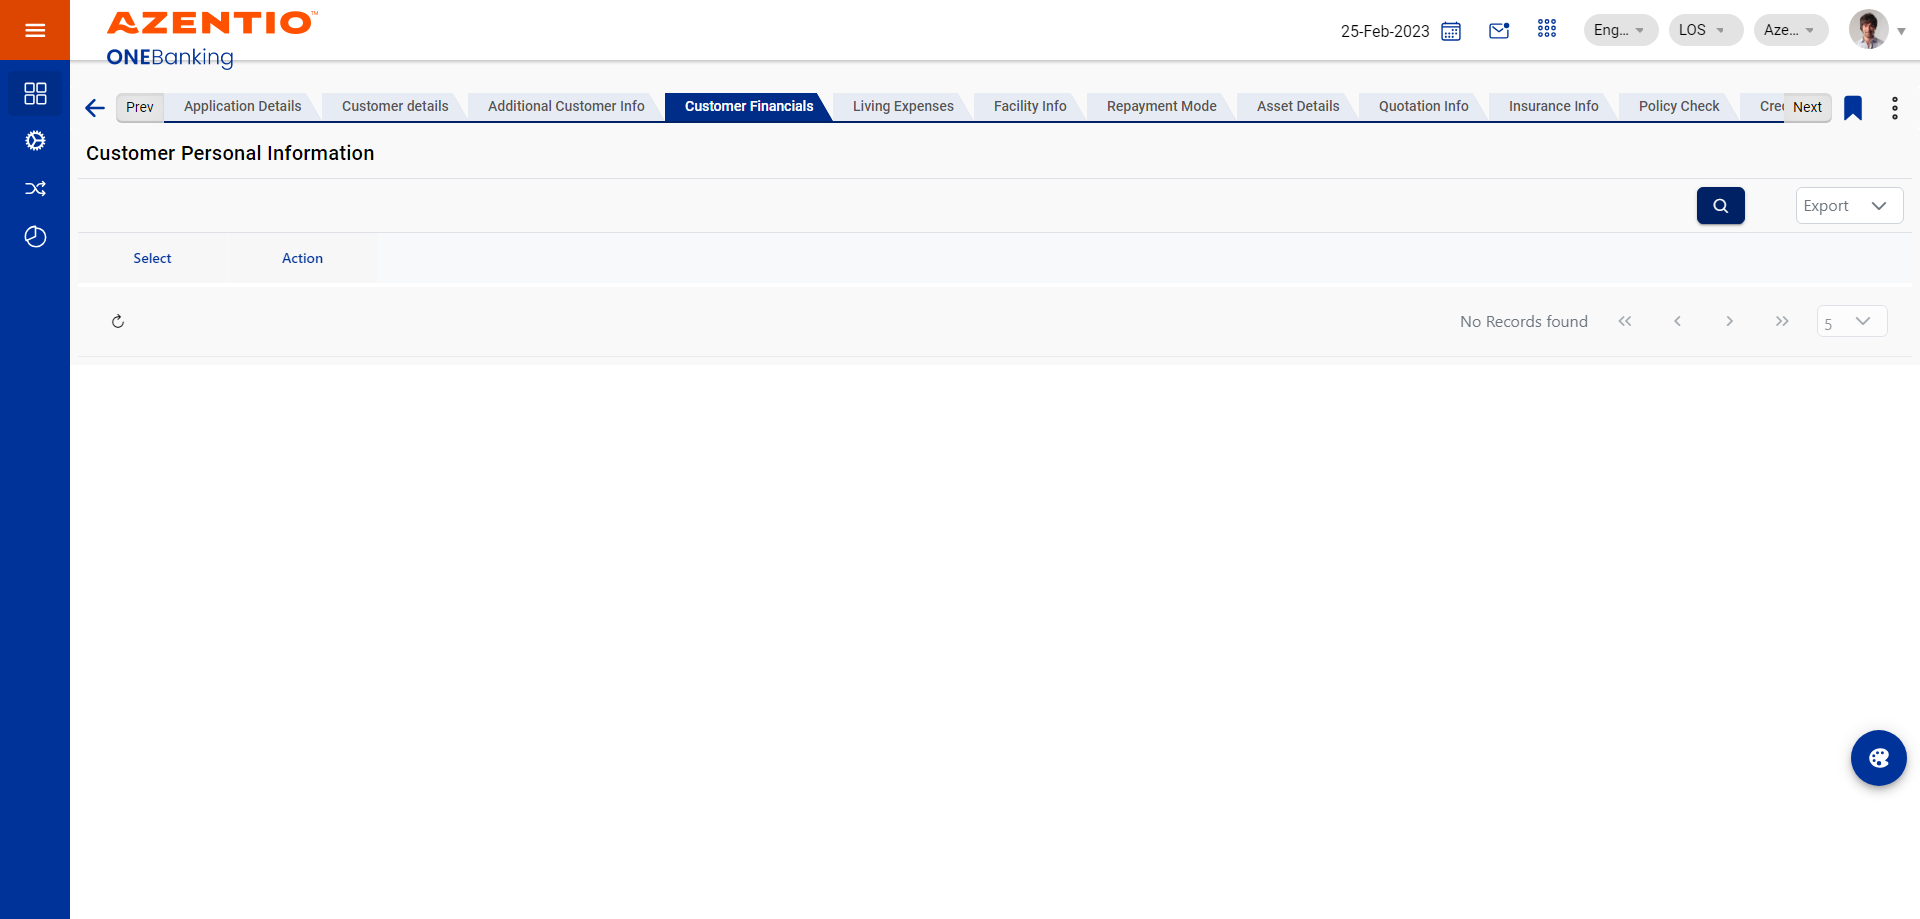 AZENTIO™
ONEBanking
25-Feb-2023
Eng...
LOS
Aze...
Prev
Application Details
Customer details
Additional Customer Info
Customer Financials
Living Expenses
Facility Info
Repayment Mode
Asset Details
Quotation Info
Insurance Info
Policy Check
Next
Customer Personal Information
Export
Select
Action
No Records found
5